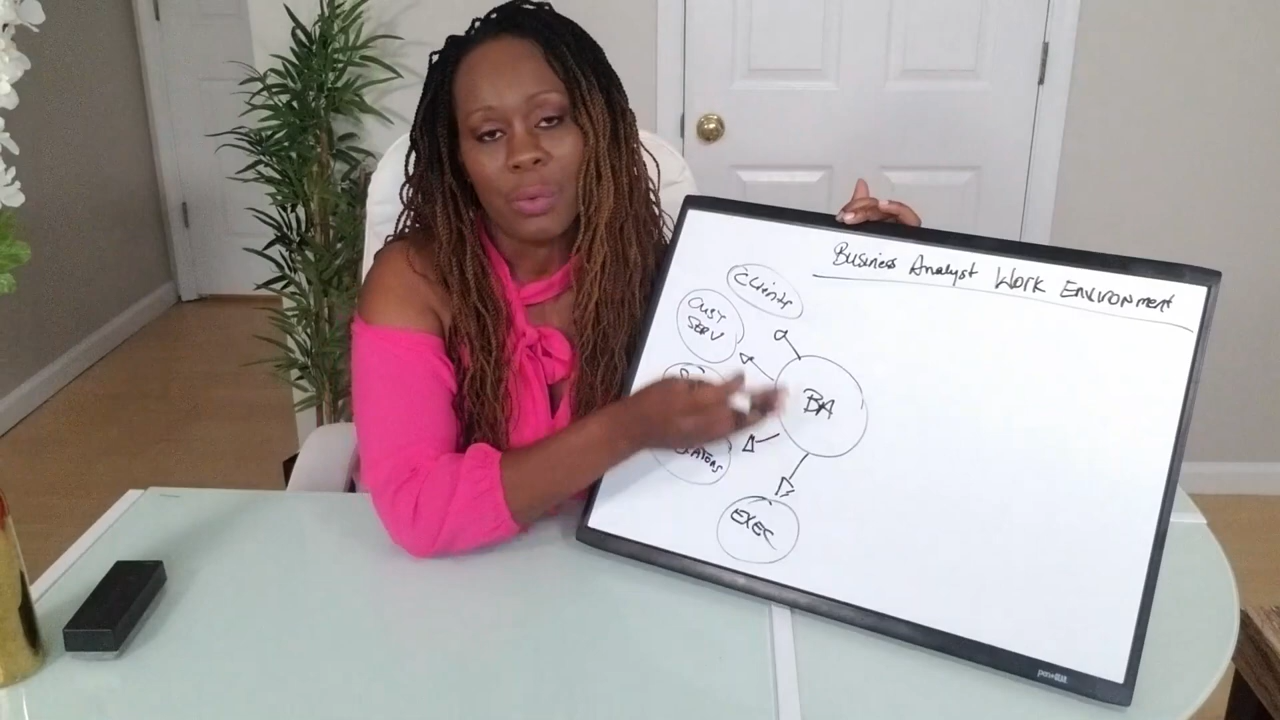 Business Analyst Work Environment
Clients
Cust
Serv
BA
EXEC